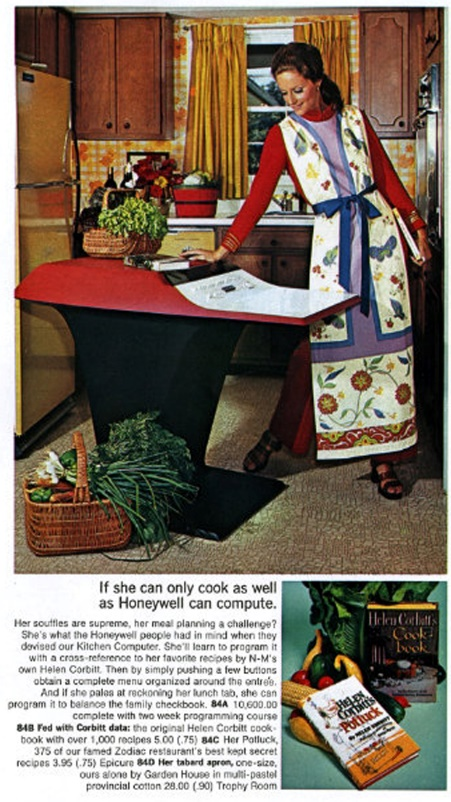 If she can only cook as well
as Honeywell can compute.
Her souffles are supreme, her meal planning a challenge?
She's what the Honeywell people had in mind when they
devised our Kitchen Computer. She'll learn to program it
with a cross-reference to her favorite recipes by N-M's
own Helen Corbitt. Then by simply pushing a few buttons
obtain a complete menu organized around the entrée.
And if she pales at reckoning her lunch tab, she can
program it to balance the family checkbook. 84A 10,600.00
complete with two week programming course
84B Fed with Corbitt data: the original Helen Corbitt cook-
book with over 1,000 recipes 5.00 (.75) 84C Her Potluck,
375 of our famed Zodiac restaurant's best kept secret
recipes 3.95 (.75) Epicure 84D Her tabard apron, one-size,
ours alone by Garden House in multi-pastel
provincial cotton 28.00 (.90) Trophy Room
Helen Corbitt's
Cook-
book
HELEN
CORBITT'S
POTLUCK